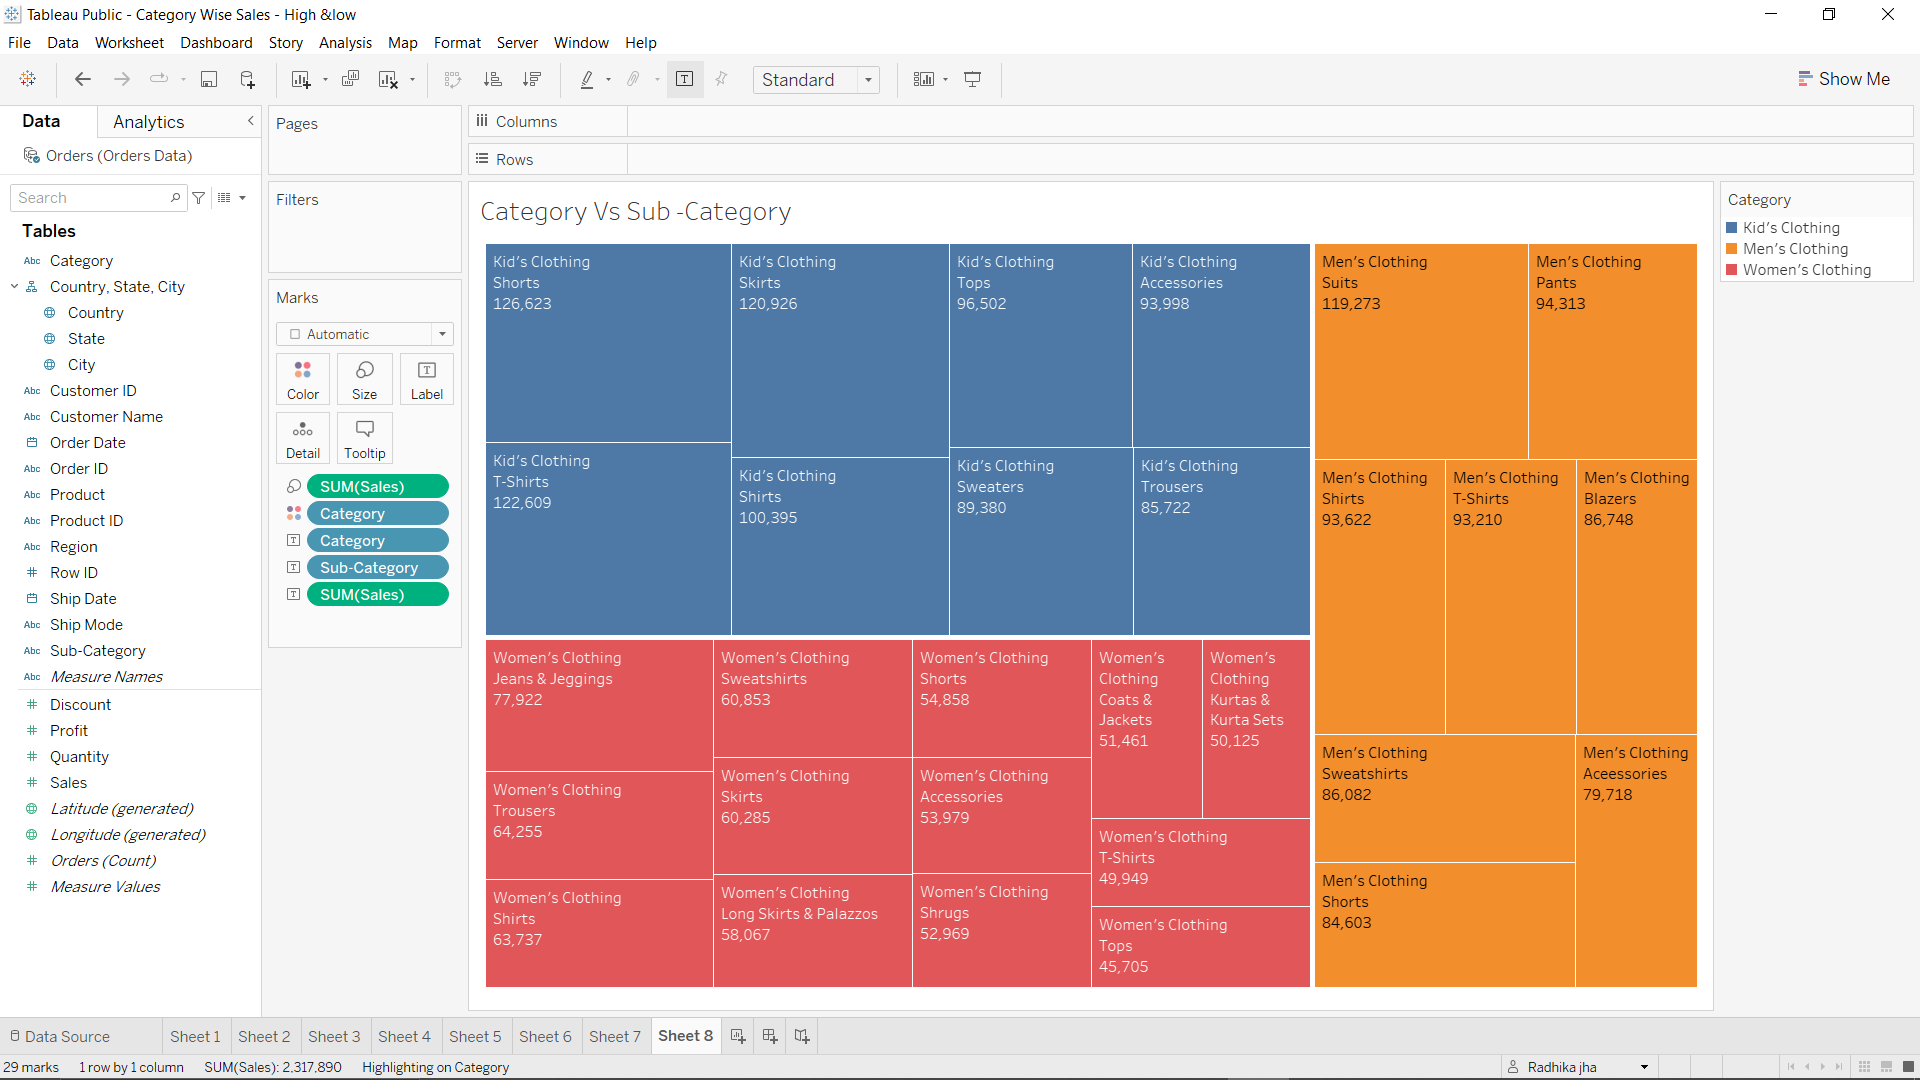 Tableau Public - Category Wise Sales - High &low
File Data Worksheet Dashboard Story Analysis Map Format Server Window Help
Standard
Show Me
Data
Analytics
Orders (Orders Data)
Search
Tables
Abc Category
Country, State, City
Country
State
City
Abc Customer ID
Abc Customer Name
Order Date
Abc Order ID
Abc Product
Abc Product ID
Abc Region
# Row ID
Ship Date
Abc Ship Mode
Abc Sub-Category
Abc Measure Names
# Discount
# Profit
# Quantity
# Sales
Latitude (generated)
Longitude (generated)
# Orders (Count)
# Measure Values
Pages
Filters
Marks
Automatic
Color
Size
T
Label
Detail
Tooltip
SUM(Sales)
Category
T Category
T Sub-Category
T SUM(Sales)
Columns
Rows
Category Vs Sub -Category
Kid's Clothing
Shorts
126,623
Kid's Clothing
Skirts
120,926
Kid's Clothing
Tops
96,502
Kid's Clothing
Accessories
93,998
Kid's Clothing
T-Shirts
122,609
Kid's Clothing
Shirts
100,395
Kid's Clothing
Sweaters
89,380
Kid's Clothing
Trousers
85,722
Men's Clothing
Suits
119,273
Men's Clothing
Pants
94,313
Men's Clothing
Shirts
93,622
Men's Clothing
T-Shirts
93,210
Men's Clothing
Blazers
86,748
Men's Clothing
Sweatshirts
86,082
Men's Clothing
Aceessories
79,718
Men's Clothing
Shorts
84,603
Women's Clothing
Jeans & Jeggings
77,922
Women's Clothing
Trousers
64,255
Women's Clothing
Shirts
63,737
Women's Clothing
Sweatshirts
60,853
Women's Clothing
Skirts
60,285
Women's Clothing
Long Skirts & Palazzos
58,067
Women's Clothing
Shorts
54,858
Women's Clothing
Accessories
53,979
Women's Clothing
Shrugs
52,969
Women's
Clothing
Coats &
Jackets
51,461
Women's
Clothing
Kurtas &
Kurta Sets
50,125
Women's Clothing
T-Shirts
49,949
Women's Clothing
Tops
45,705
Category
Kid's Clothing
Men's Clothing
Women's Clothing
Data Source
Sheet 1
Sheet 2
Sheet 3
Sheet 4
Sheet 5
Sheet 6
Sheet 7
Sheet 8
29 marks 1 row by 1 column SUM(Sales): 2,317,890 Highlighting on Category
Radhika jha